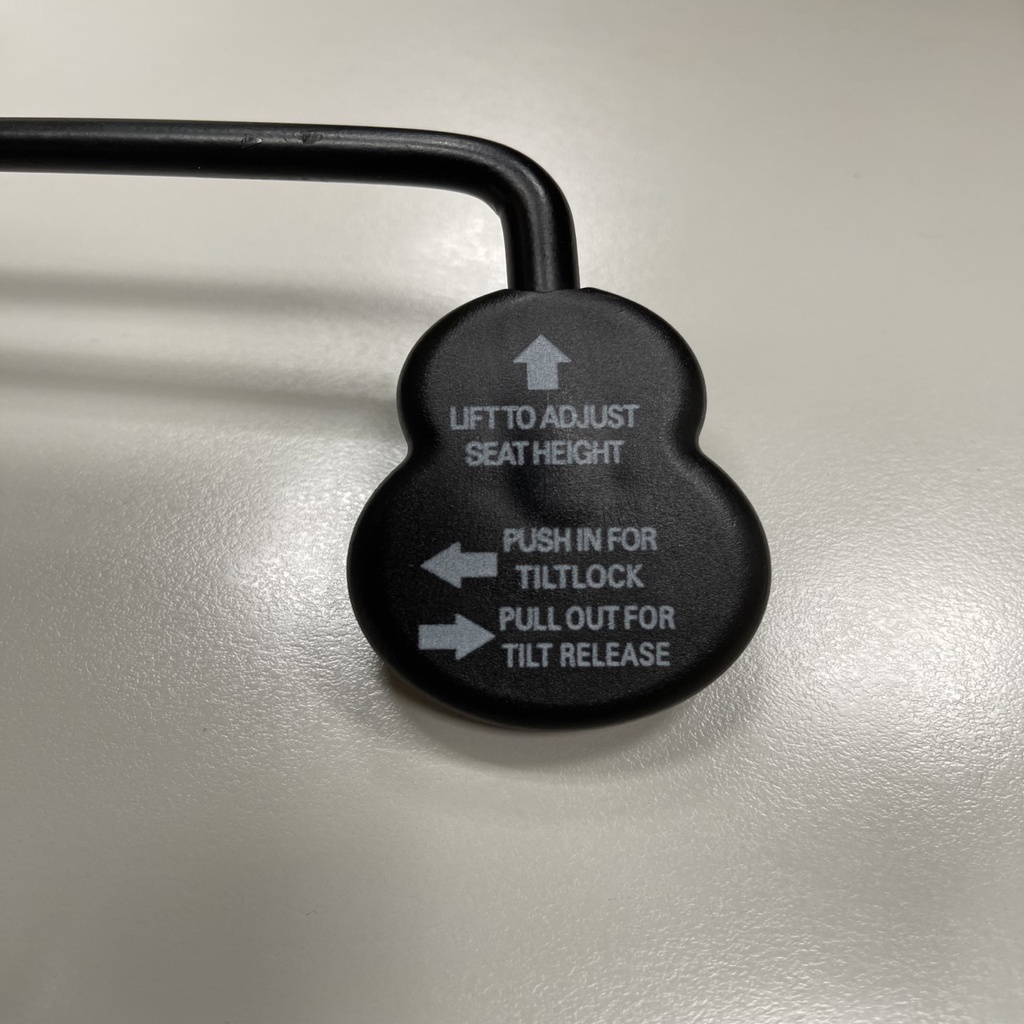 LIFT TO ADJUST
SEAT HEIGHT
PUSH IN FOR
TILTLOCK
PULL OUT FOR
TILT RELEASE